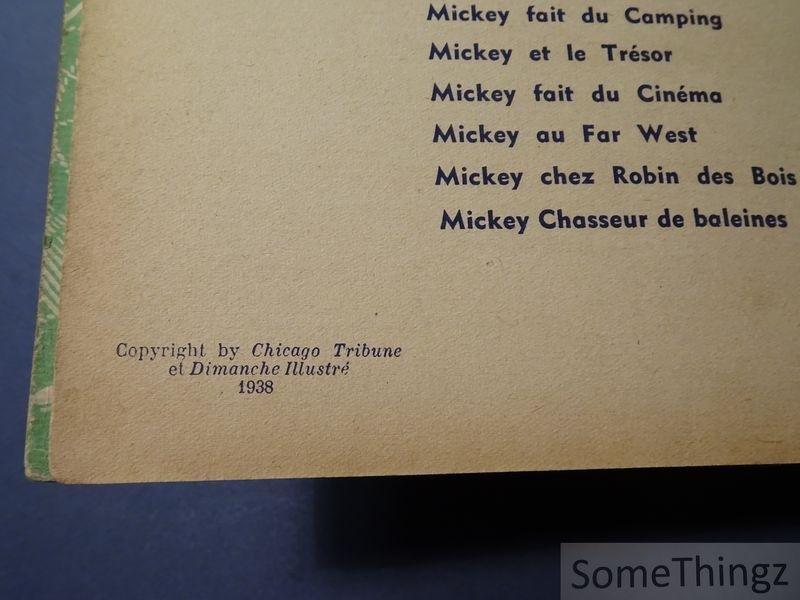 Mickey fait du Camping
Mickey et le Trésor
Mickey fait du Cinéma
Mickey au Far West
Mickey chez Robin des Bois
Mickey Chasseur de baleines
Copyright by Chicago Tribune
et Dimanche Illustré
1938
SomeThingz